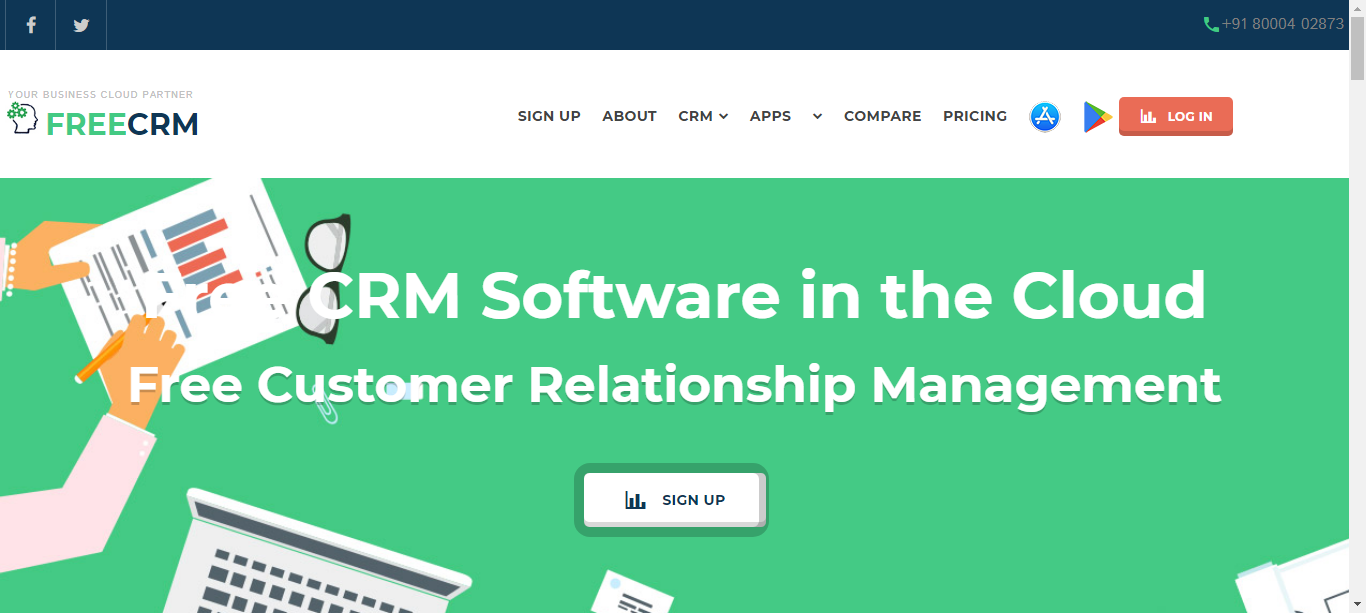 +91 80004 02873
YOUR BUSINESS CLOUD PARTNER
FREECRM
SIGN UP ABOUT CRM APPS COMPARE PRICING LOG IN
Free CRM Software in the Cloud
Free Customer Relationship Management
SIGN UP